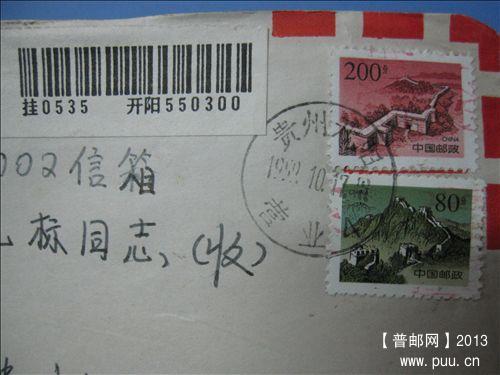 挂0535 开阳550300
200分
CHINA
中国邮政
80分
中国邮政
贵州
1999.10.17
营业
002信箱
标同志，(收)
【普邮网】2013
www.puu.cn